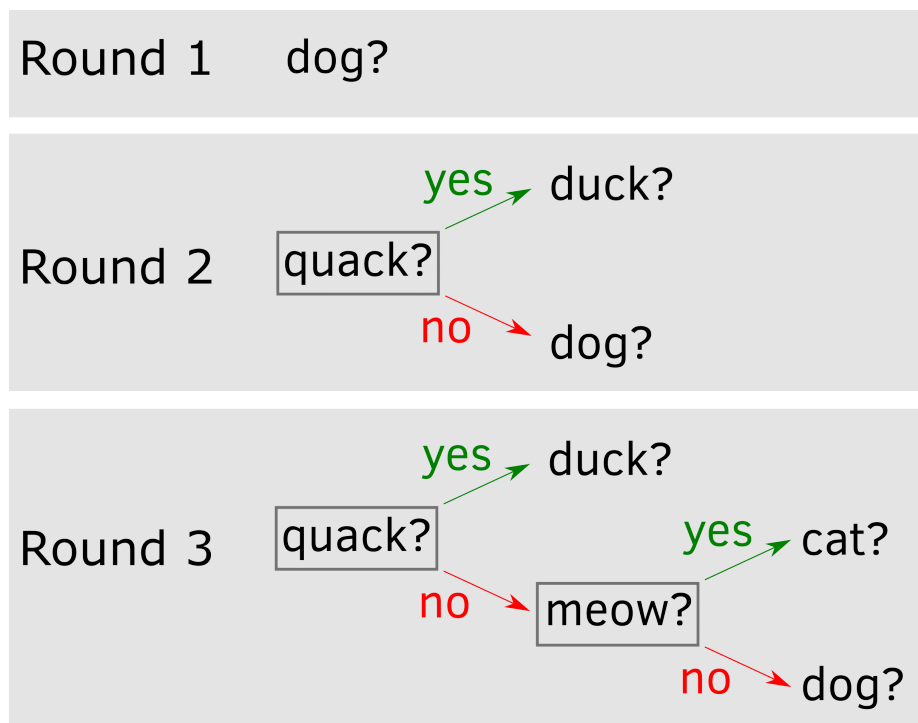 Round 1 dog?
yes duck?
Round 2 quack?
no dog?
yes duck?
Round 3 quack?
yes cat?
no meow?
no dog?